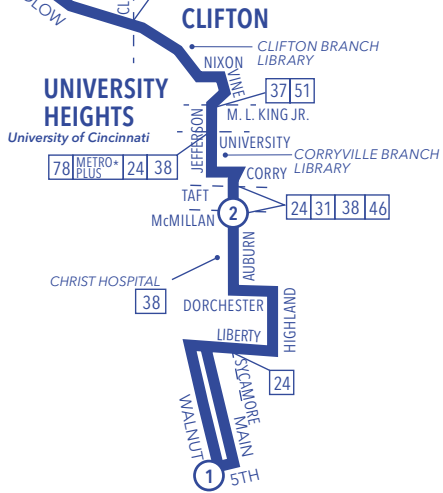 CLIFTON
CL
LOW
CLIFTON BRANCH
LIBRARY
NIXON
VINE
UNIVERSITY
HEIGHTS
University of Cincinnati
37 51
M. L. KING JR.
JEFFERSON
UNIVERSITY
CORRYVILLE BRANCH
LIBRARY
78 METRO* PLUS 24 38
CORRY
TAFT
2
24 31 38 46
McMILLAN
AUBURN
CHRIST HOSPITAL
38
DORCHESTER
HIGHLAND
LIBERTY
24
SYCAMORE
MAIN
WALNUT
1
5TH